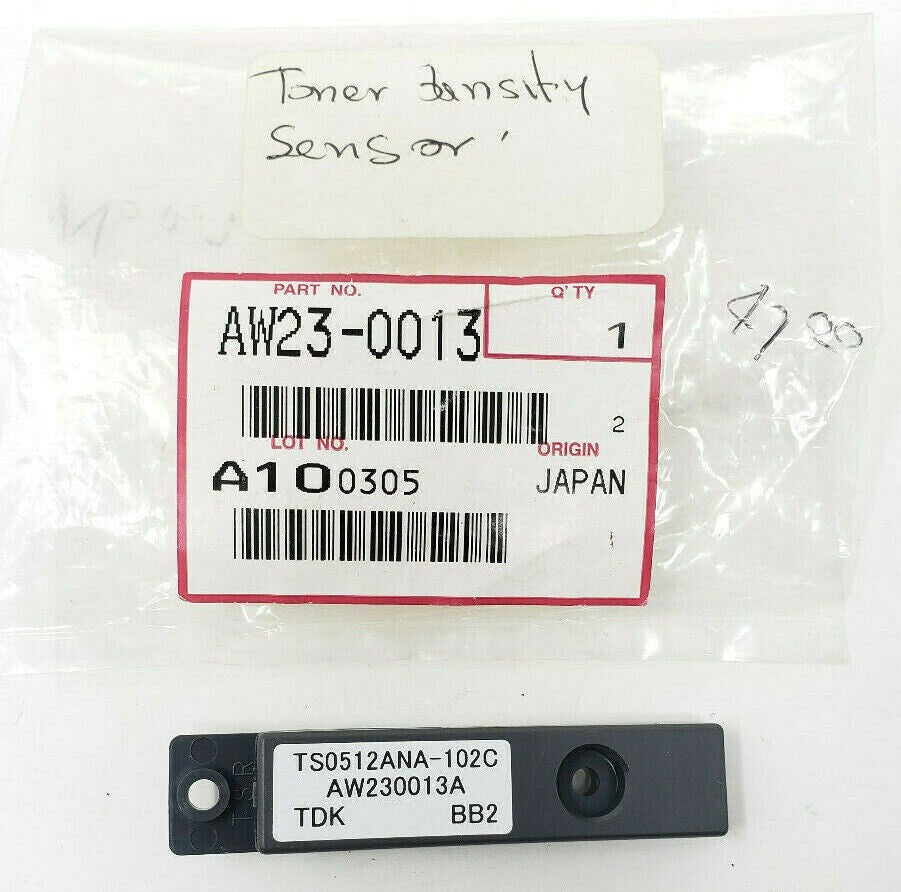 Toner density
sensor
PART NO.
Q'TY
AW23-0013
1
2
LOT NO.
ORIGIN
A10 0305
JAPAN
TS0512ANA-102C
AW230013A
TDK BB2